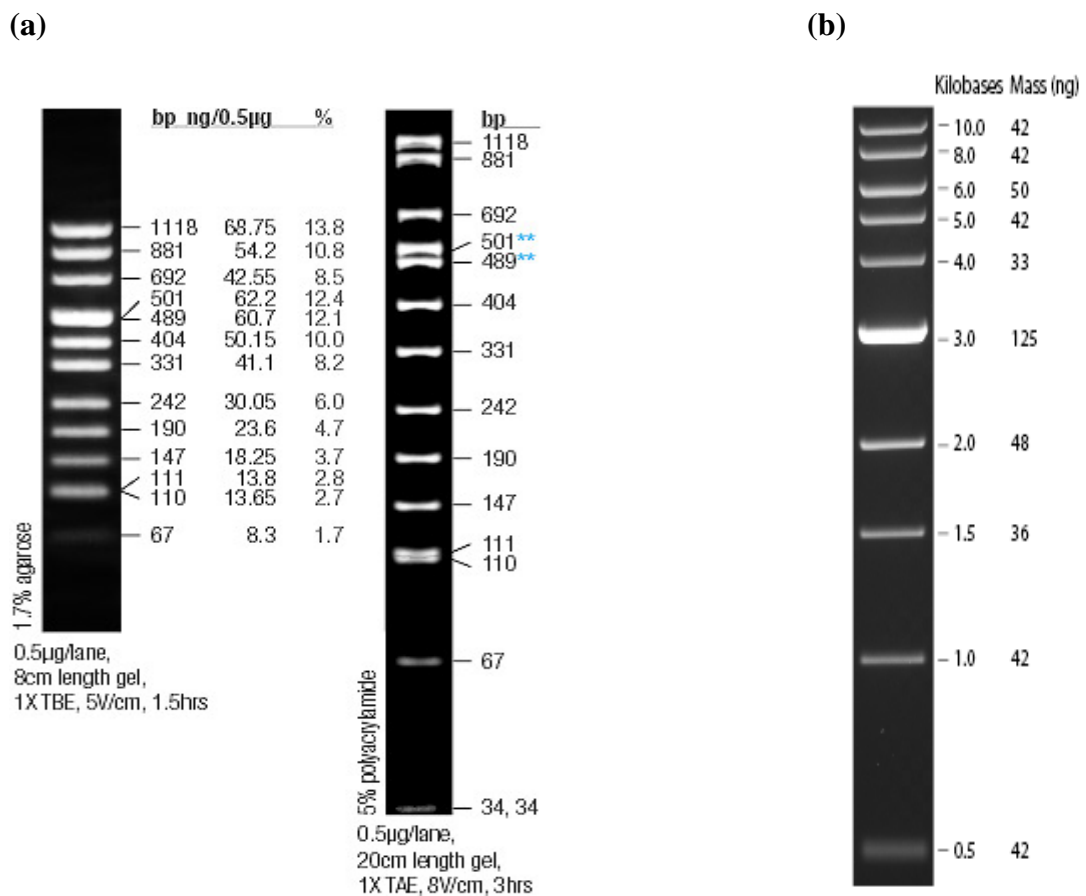 (a)
(b)
bp ng/0.5µg %
1118 68.75 13.8
881 54.2 10.8
692 42.55 8.5
501 62.2 12.4
489 60.7 12.1
404 50.15 10.0
331 41.1 8.2
242 30.05 6.0
190 23.6 4.7
147 18.25 3.7
111 13.8 2.8
110 13.65 2.7
67 8.3 1.7
1.7% agarose
0.5µg/lane,
8cm length gel,
1X TBE, 5V/cm, 1.5hrs
bp
1118
881
692
501**
489**
404
331
242
190
147
111
110
67
34, 34
5% polyacrylamide
0.5µg/lane,
20cm length gel,
1X TAE, 8V/cm, 3hrs
Kilobases Mass (ng)
10.0 42
8.0 42
6.0 50
5.0 42
4.0 33
3.0 125
2.0 48
1.5 36
1.0 42
0.5 42